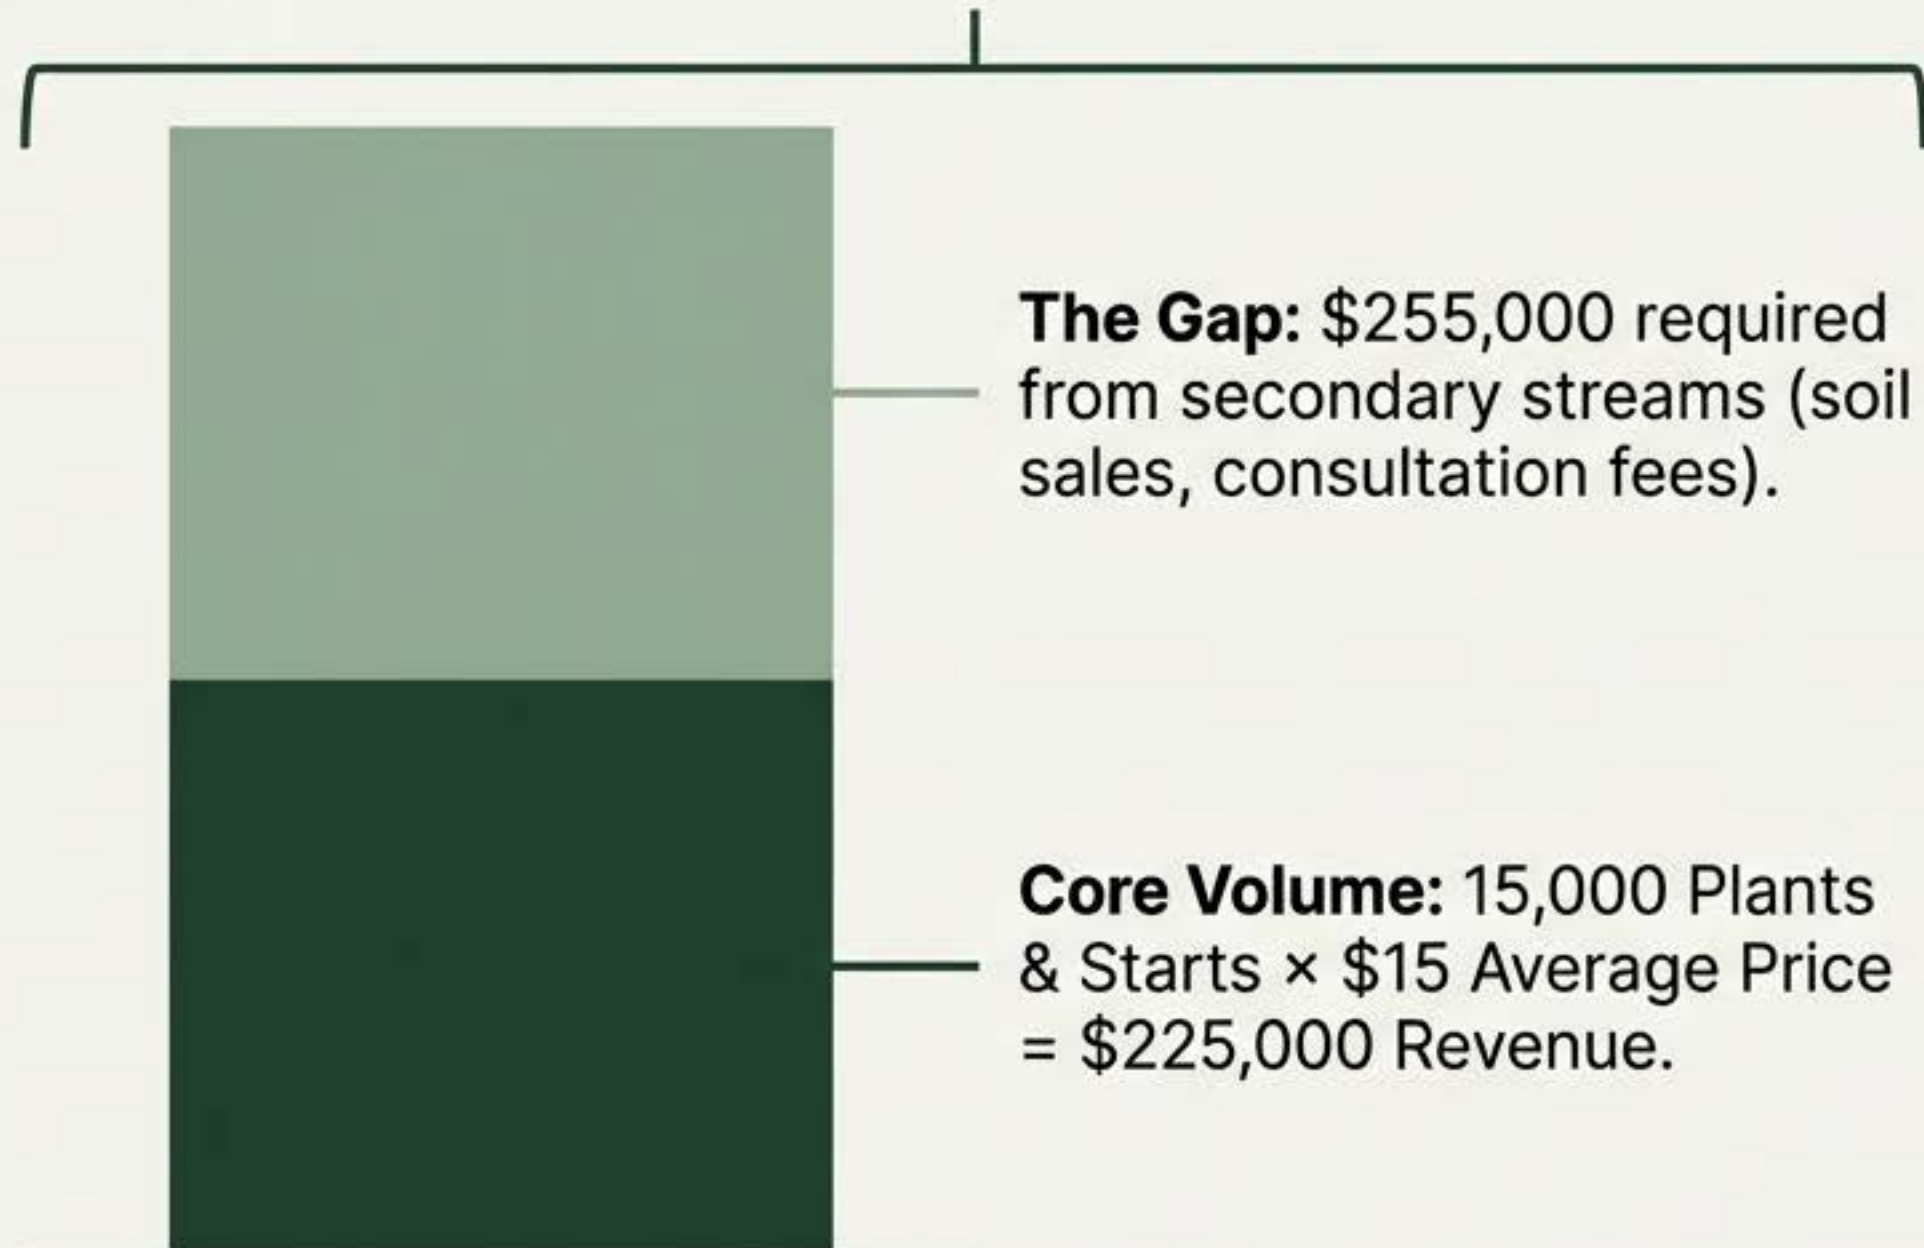 The Gap: $255,000 required
from secondary streams (soil
sales, consultation fees).
Core Volume: 15,000 Plants
& Starts × $15 Average Price
= $225,000 Revenue.